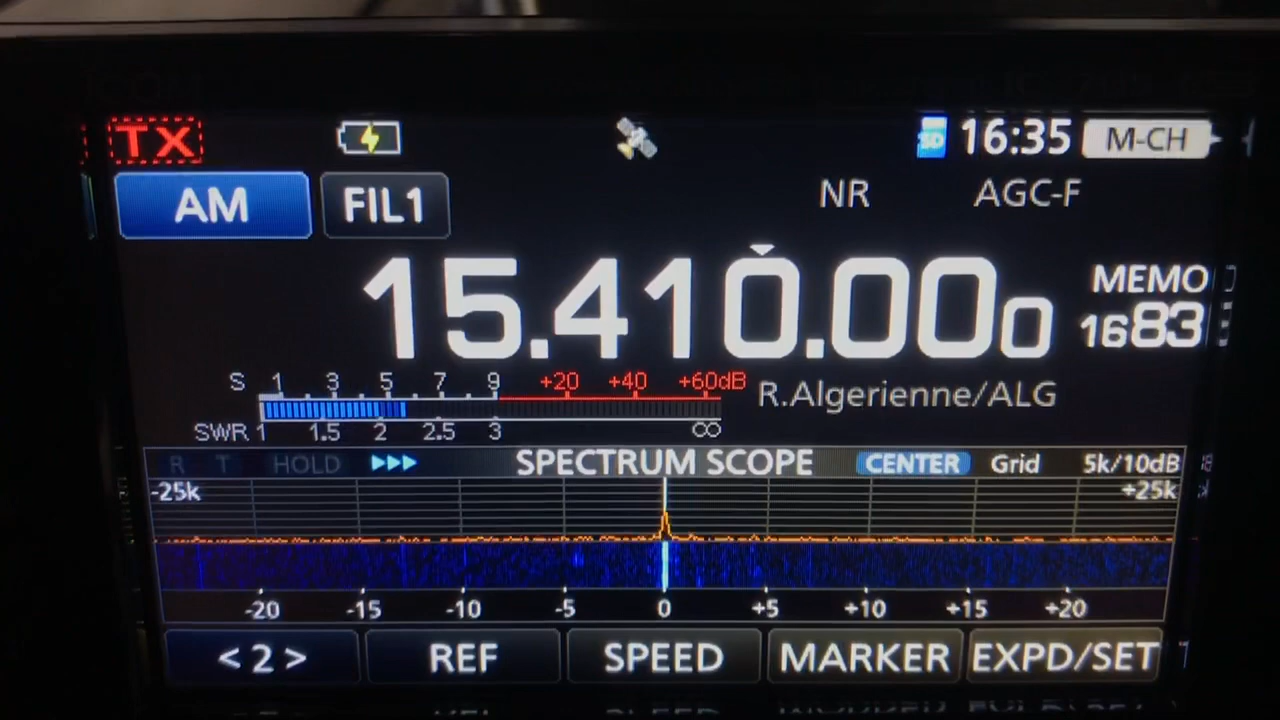 TX
SD 16:35 M-CH
AM FIL1 NR AGC-F
15.410.000
MEMO
1683
S 1 3 5 7 9 +20 +40 +60dB
R.Algerienne/ALG
SWR 1 1.5 2 2.5 3 ∞
R T HOLD SPECTRUM SCOPE CENTER Grid 5k/10dB
-25k +25k
-20 -15 -10 -5 0 +5 +10 +15 +20
< 2 > REF SPEED MARKER EXPD/SET